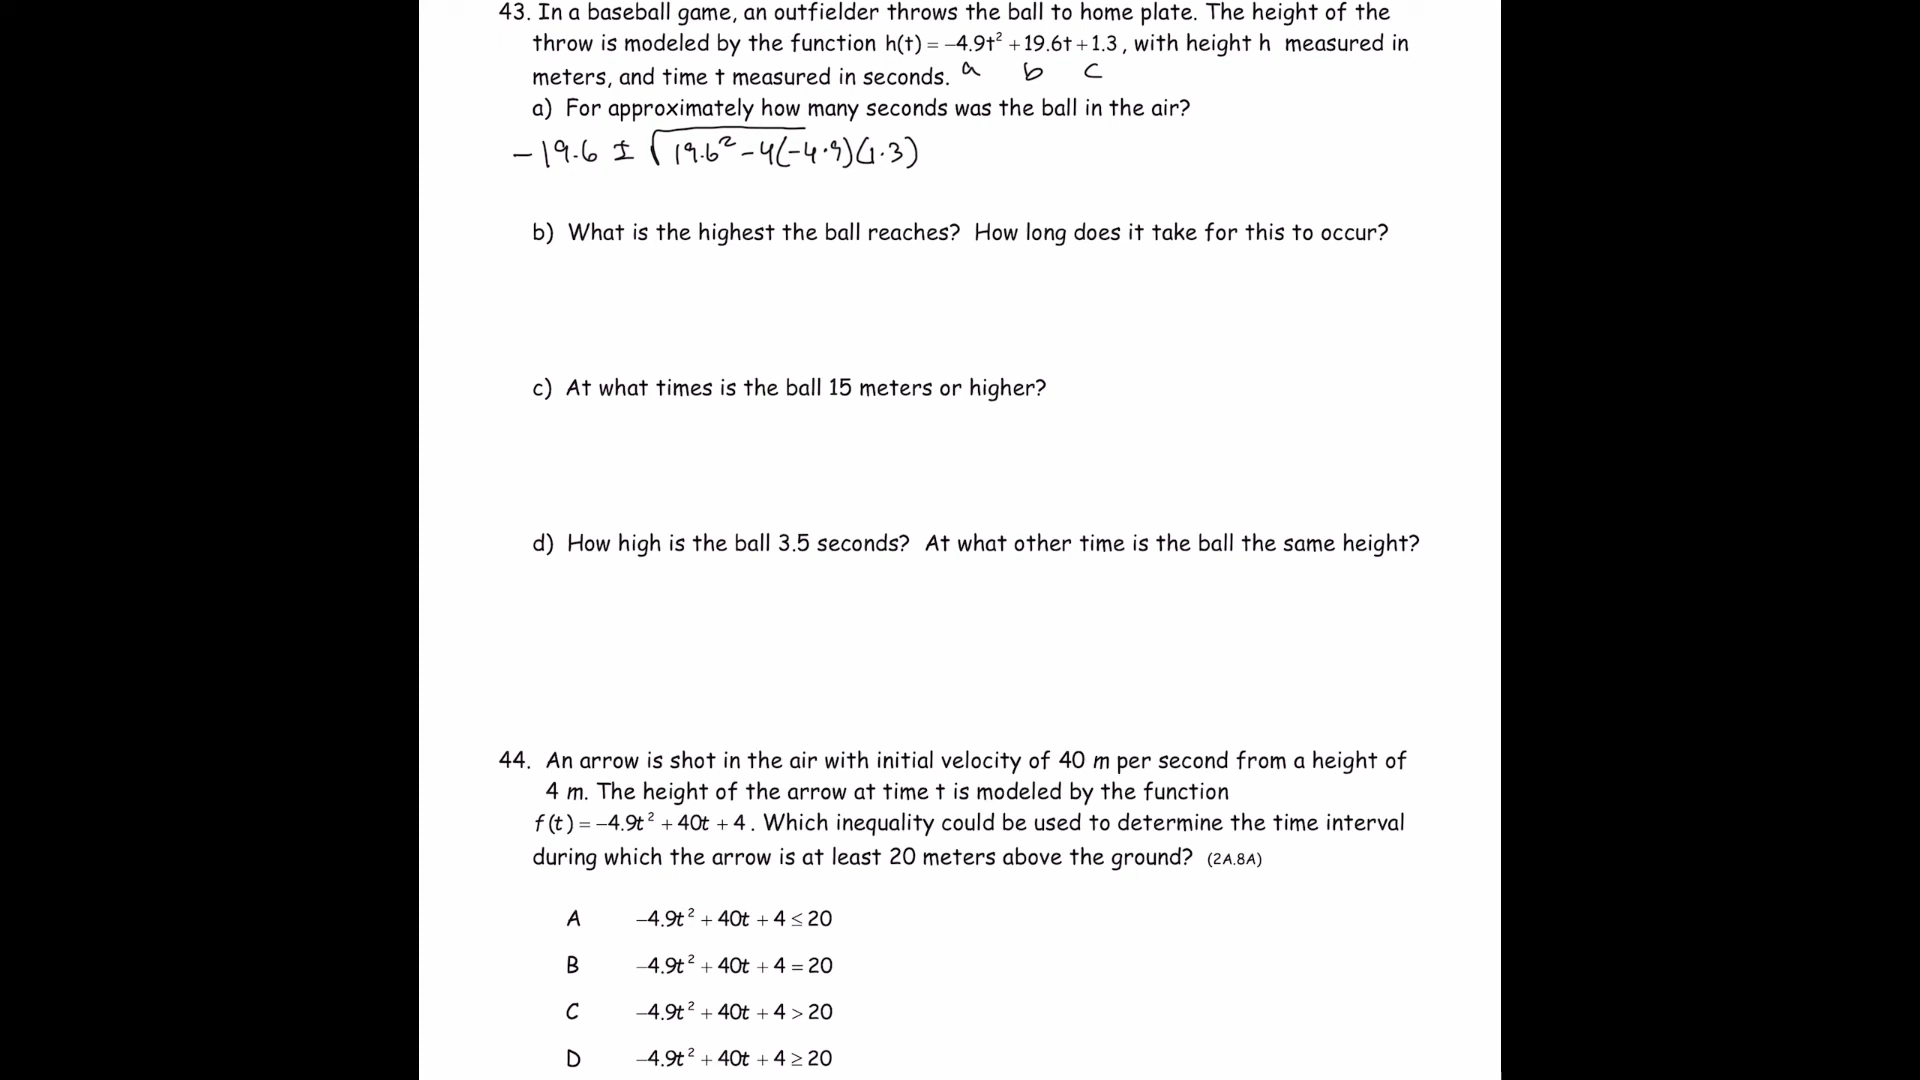 43. In a baseball game, an outfielder throws the ball to home plate. The height of the
throw is modeled by the function h(t) = −4.9t² + 19.6t + 1.3, with height h measured in
meters, and time t measured in seconds. a b c
a) For approximately how many seconds was the ball in the air?
− 19.6 ± √19.6² − 4(−4.9)(1.3)
b) What is the highest the ball reaches? How long does it take for this to occur?
c) At what times is the ball 15 meters or higher?
d) How high is the ball 3.5 seconds? At what other time is the ball the same height?
44. An arrow is shot in the air with initial velocity of 40 m per second from a height of
4 m. The height of the arrow at time t is modeled by the function
f(t) = −4.9t² + 40t + 4. Which inequality could be used to determine the time interval
during which the arrow is at least 20 meters above the ground? (2A.8A)
A −4.9t² + 40t + 4 ≤ 20
B −4.9t² + 40t + 4 = 20
C −4.9t² + 40t + 4 > 20
D −4.9t² + 40t + 4 ≥ 20